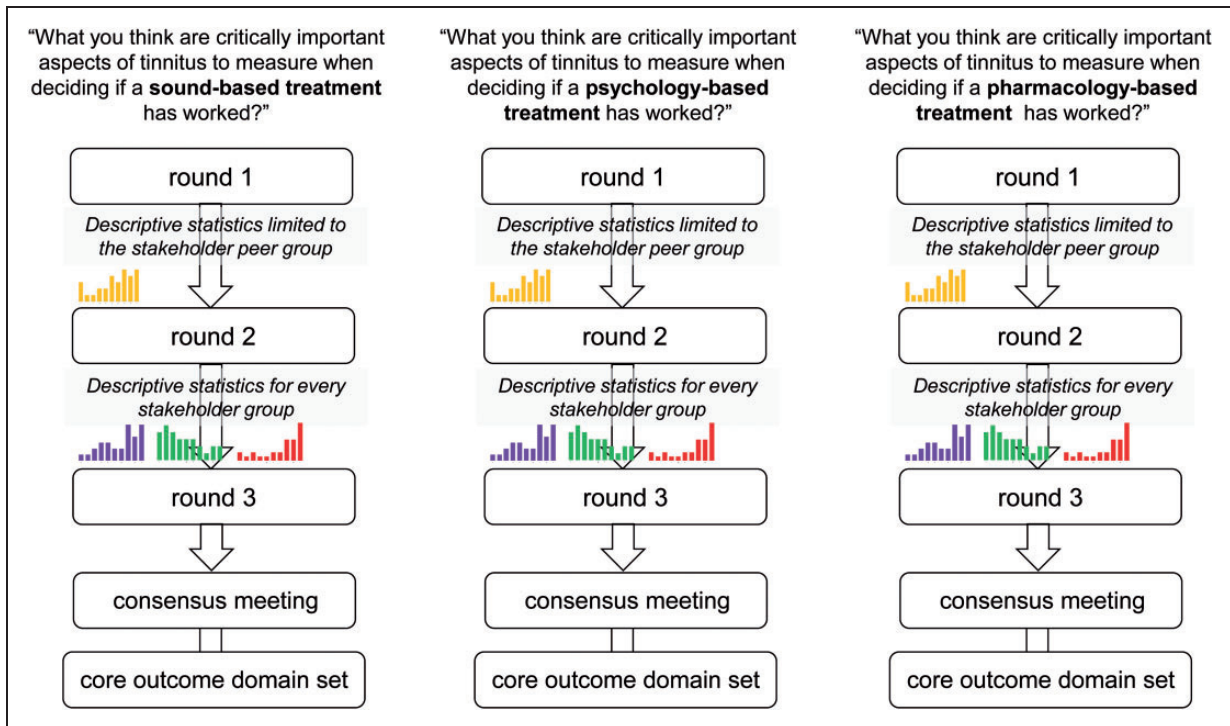 “What you think are critically important
aspects of tinnitus to measure when
deciding if a sound-based treatment
has worked?”
round 1
Descriptive statistics limited to
the stakeholder peer group
round 2
Descriptive statistics for every
stakeholder group
round 3
consensus meeting
core outcome domain set
“What you think are critically important
aspects of tinnitus to measure when
deciding if a psychology-based
treatment has worked?”
round 1
Descriptive statistics limited to
the stakeholder peer group
round 2
Descriptive statistics for every
stakeholder group
round 3
consensus meeting
core outcome domain set
“What you think are critically important
aspects of tinnitus to measure when
deciding if a pharmacology-based
treatment has worked?”
round 1
Descriptive statistics limited to
the stakeholder peer group
round 2
Descriptive statistics for every
stakeholder group
round 3
consensus meeting
core outcome domain set